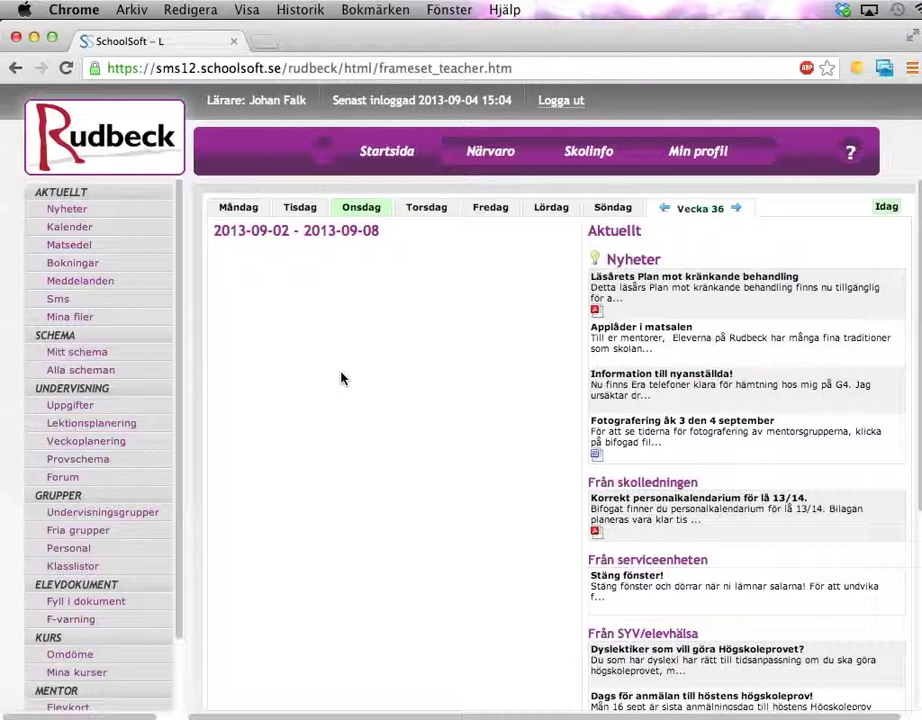 Chrome Arkiv Redigera Visa Historik Bokmärken Fönster Hjälp
SchoolSoft – L
https://sms12.schoolsoft.se/rudbeck/html/frameset_teacher.htm
ABP
Lärare: Johan Falk Senast inloggad 2013-09-04 15:04 Logga ut
Rudbeck
Startsida Närvaro Skolinfo Min profil ?
AKTUELLT
Nyheter
Kalender
Matsedel
Bokningar
Meddelanden
Sms
Mina filer
SCHEMA
Mitt schema
Alla scheman
UNDERVISNING
Uppgifter
Lektionsplanering
Veckoplanering
Provschema
Forum
GRUPPER
Undervisningsgrupper
Fria grupper
Personal
Klasslistor
ELEVDOKUMENT
Fyll i dokument
F-varning
KURS
Omdöme
Mina kurser
MENTOR
Elevkort
Måndag Tisdag Onsdag Torsdag Fredag Lördag Söndag Vecka 36 Idag
2013-09-02 - 2013-09-08
Aktuellt
Nyheter
Läsårets Plan mot kränkande behandling
Detta läsårs Plan mot kränkande behandling finns nu tillgänglig
för a...
Applåder i matsalen
Till er mentorer, Eleverna på Rudbeck har många fina traditioner
som skolan...
Information till nyanställda!
Nu finns Era telefoner klara för hämtning hos mig på G4. Jag
ursäktar dr...
Fotografering åk 3 den 4 september
För att se tiderna för fotografering av mentorsgrupperna, klicka
på bifogad fil...
Från skolledningen
Korrekt personalkalendarium för lå 13/14.
Bifogat finner du personalkalendarium för lå 13/14. Bilagan
planeras vara klar tis ...
Från serviceenheten
Stäng fönster!
Stäng fönster och dörrar när ni lämnar salarna! För att undvika
f...
Från SYV/elevhälsa
Dyslektiker som vill göra Högskoleprovet?
Du som har dyslexi har rätt till tidsanpassning om du ska göra
högskoleprovet, m...
Dags för anmälan till höstens högskoleprov!
Mån 16 sept är sista anmälningsdag till höstens Högskoleprov